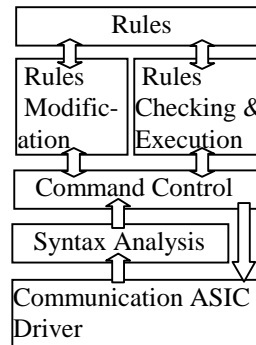 Rules
Rules
Modific-
ation
Rules
Checking &
Execution
Command Control
Syntax Analysis
Communication ASIC
Driver